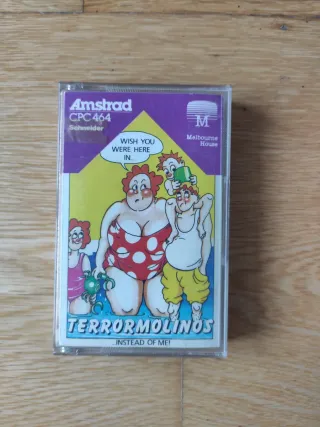 Amstrad
CPC 464
Schneider
M
Melbourne
House
WISH YOU
WERE HERE
IN..
TERRORMOLINOS
..INSTEAD OF ME!